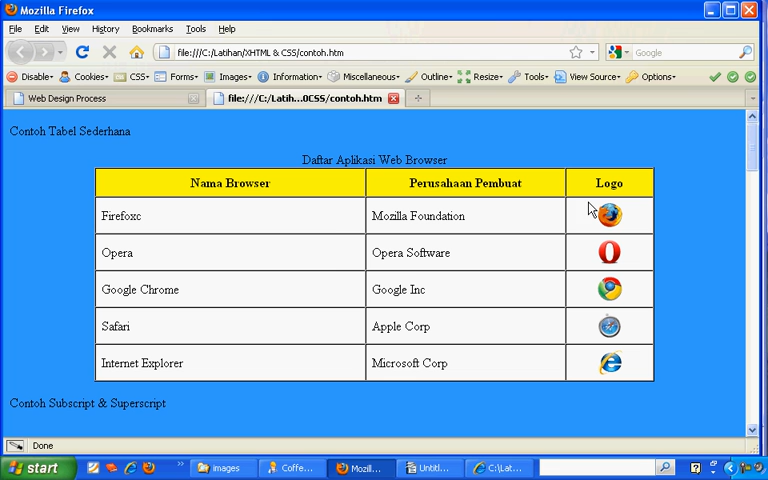 Mozilla Firefox
File Edit View History Bookmarks Tools Help
file:///C:/Latihan/XHTML & CSS/contoh.htm Google
Disable Cookies CSS Forms Images Information Miscellaneous Outline Resize Tools View Source Options
Web Design Process file:///C:/Latih...0CSS/contoh.htm
Contoh Tabel Sederhana
Daftar Aplikasi Web Browser
Nama Browser Perusahaan Pembuat Logo
Firefoxc Mozilla Foundation
Opera Opera Software
Google Chrome Google Inc
Safari Apple Corp
Internet Explorer Microsoft Corp
Contoh Subscript & Superscript
Done
start images Coffe... Mozil... Untitl... C:\Lat...